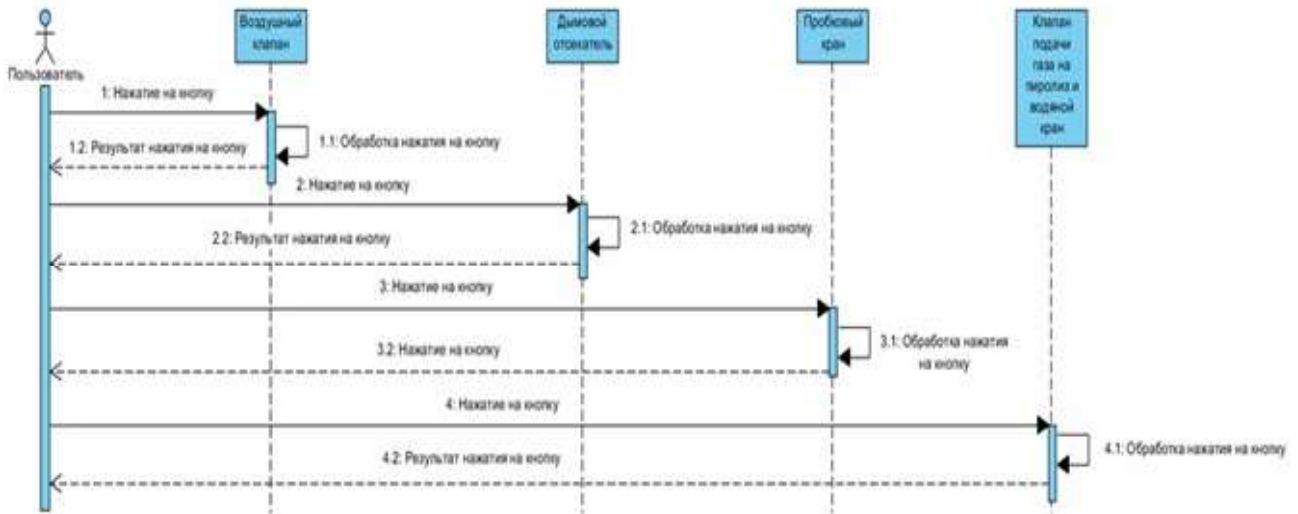 Воздушный
клапан
Дымовой
отсекатель
Пробковый
кран
Клапан
подачи
газа на
пиролиз и
водяной
кран
Пользователь
1: Нажатие на кнопку
1.1: Обработка нажатия на кнопку
1.2: Результат нажатия на кнопку
2: Нажатие на кнопку
2.1: Обработка нажатия на кнопку
2.2: Результат нажатия на кнопку
3: Нажатие на кнопку
3.1: Обработка нажатия
на кнопку
3.2: Нажатие на кнопку
4: Нажатие на кнопку
4.1: Обработка нажатия на кнопку
4.2: Результат нажатия на кнопку